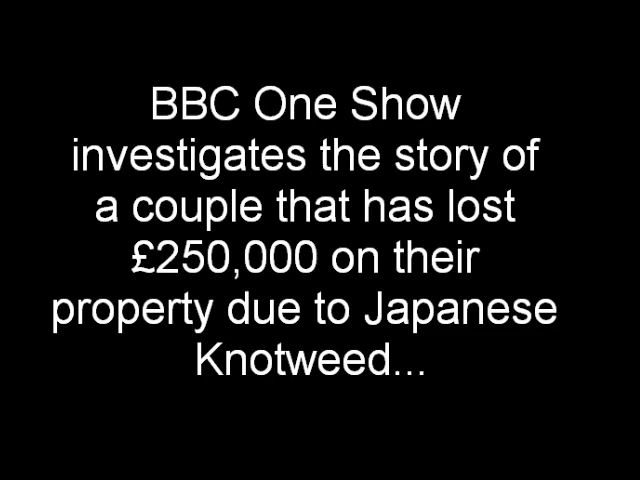 BBC One Show
investigates the story of
a couple that has lost
£250,000 on their
property due to Japanese
Knotweed...